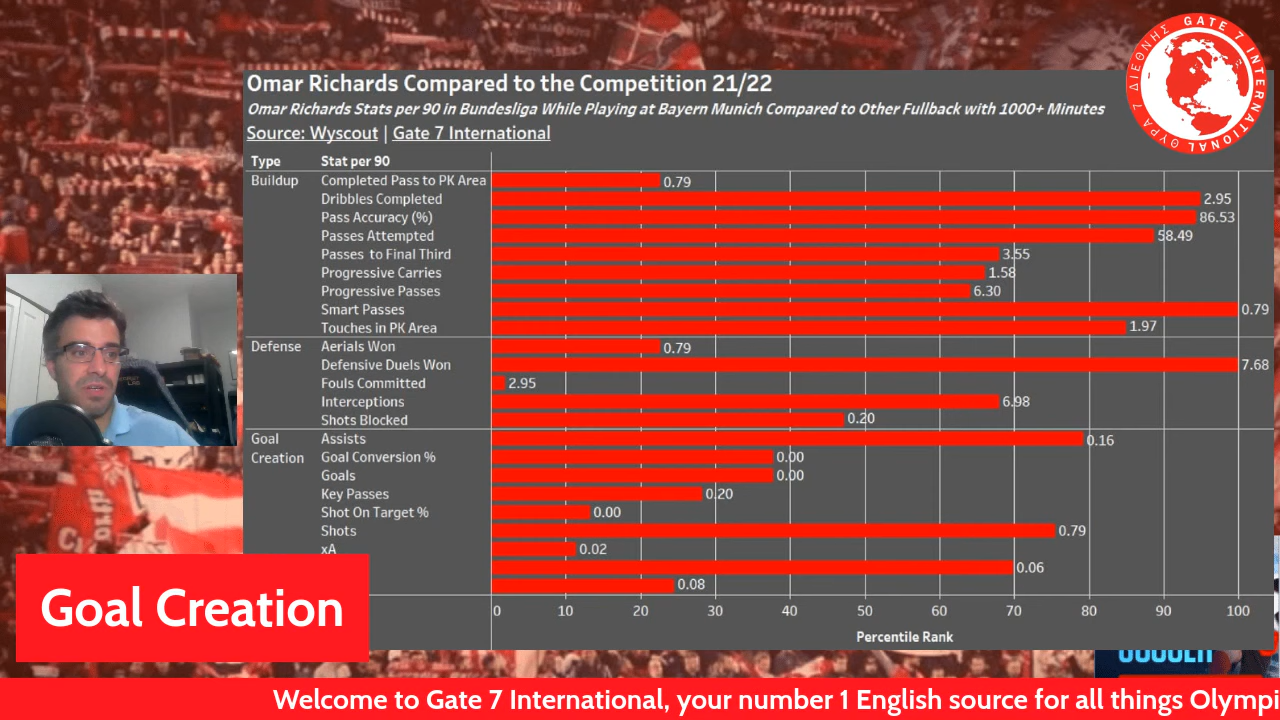 Omar Richards Compared to the Competition 21/22
Omar Richards Stats per 90 in Bundesliga While Playing at Bayern Munich Compared to Other Fullback with 1000+ Minutes
Source: Wyscout | Gate 7 International
ΘΥΡΑ 7 ΔΙΕΘΝΗΣ GATE 7 INTERNATIONAL
Type Stat per 90
Buildup Completed Pass to PK Area 0.79
Dribbles Completed 2.95
Pass Accuracy (%) 86.53
Passes Attempted 58.49
Passes to Final Third 3.55
Progressive Carries 1.58
Progressive Passes 6.30
Smart Passes 0.79
Touches in PK Area 1.97
Defense Aerials Won 0.79
Defensive Duels Won 7.68
Fouls Committed 2.95
Interceptions 6.98
Shots Blocked 0.20
Goal Assists 0.16
Creation Goal Conversion % 0.00
Goals 0.00
Key Passes 0.20
Shot On Target % 0.00
Shots 0.79
xA 0.02
0.06
0.08
0 10 20 30 40 50 60 70 80 90 100
Percentile Rank
Goal Creation
Welcome to Gate 7 International, your number 1 English source for all things Olympi